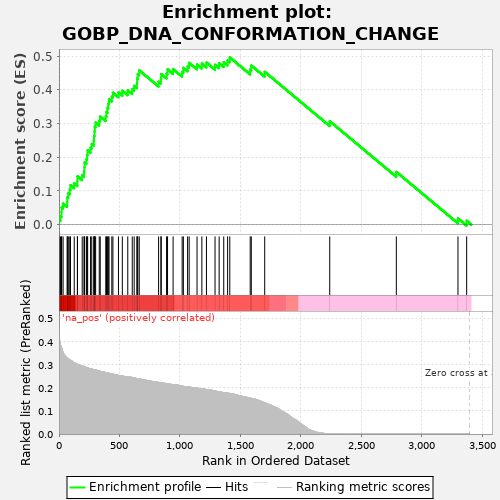 Enrichment plot:
GOBP_DNA_CONFORMATION_CHANGE
Enrichment score (ES)
0.5
0.4
0.3
0.2
0.1
0.0
'na_pos' (positively correlated)
Ranked list metric (PreRanked)
0.5
0.4
0.3
0.2
0.1
0.0
Zero cross at
0
500
1,000
1,500
2,000
2,500
3,000
3,500
Rank in Ordered Dataset
Enrichment profile
Hits
Ranking metric scores